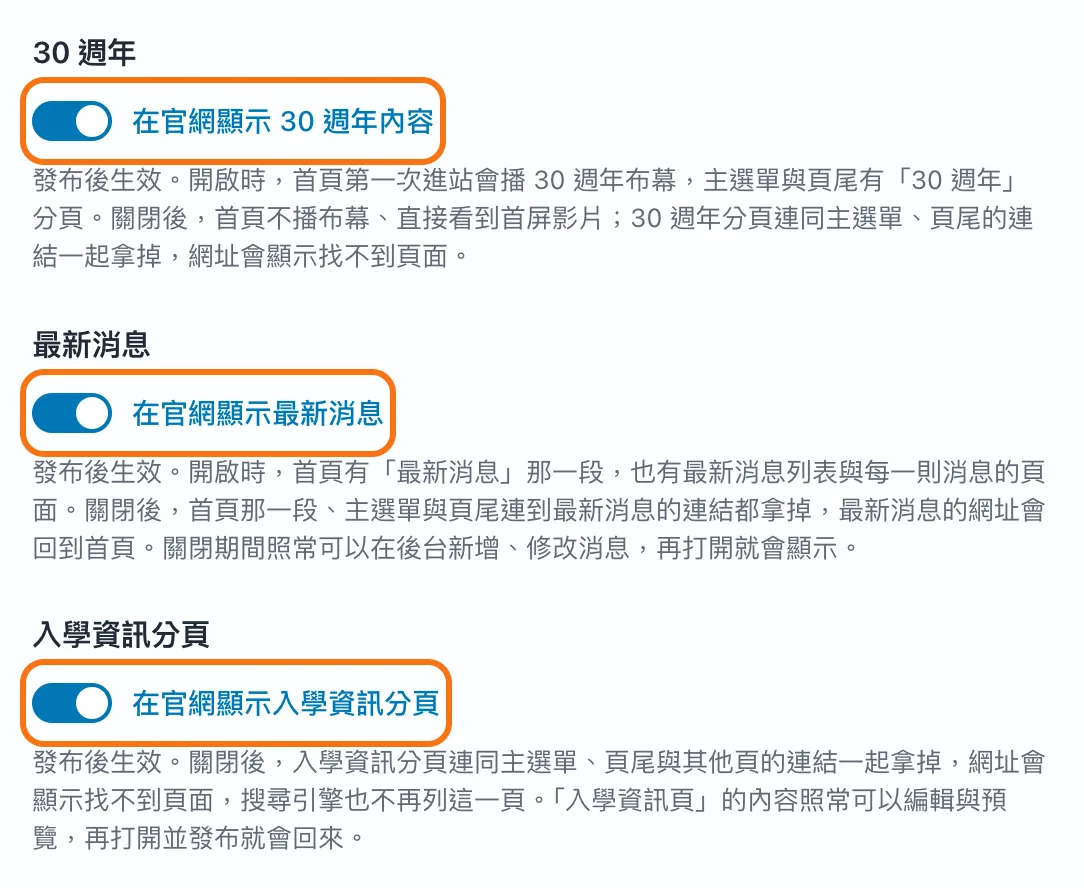 30 週年
在官網顯示 30 週年內容
發布後生效。開啟時，首頁第一次進站會播 30 週年布幕，主選單與頁尾有「30 週年」
分頁。關閉後，首頁不播布幕、直接看到首屏影片；30 週年分頁連同主選單、頁尾的連
結一起拿掉，網址會顯示找不到頁面。
最新消息
在官網顯示最新消息
發布後生效。開啟時，首頁有「最新消息」那一段，也有最新消息列表與每一則消息的頁
面。關閉後，首頁那一段、主選單與頁尾連到最新消息的連結都拿掉，最新消息的網址會
回到首頁。關閉期間照常可以在後台新增、修改消息，再打開就會顯示。
入學資訊分頁
在官網顯示入學資訊分頁
發布後生效。關閉後，入學資訊分頁連同主選單、頁尾與其他頁的連結一起拿掉，網址會
顯示找不到頁面，搜尋引擎也不再列這一頁。「入學資訊頁」的內容照常可以編輯與預
覽，再打開並發布就會回來。